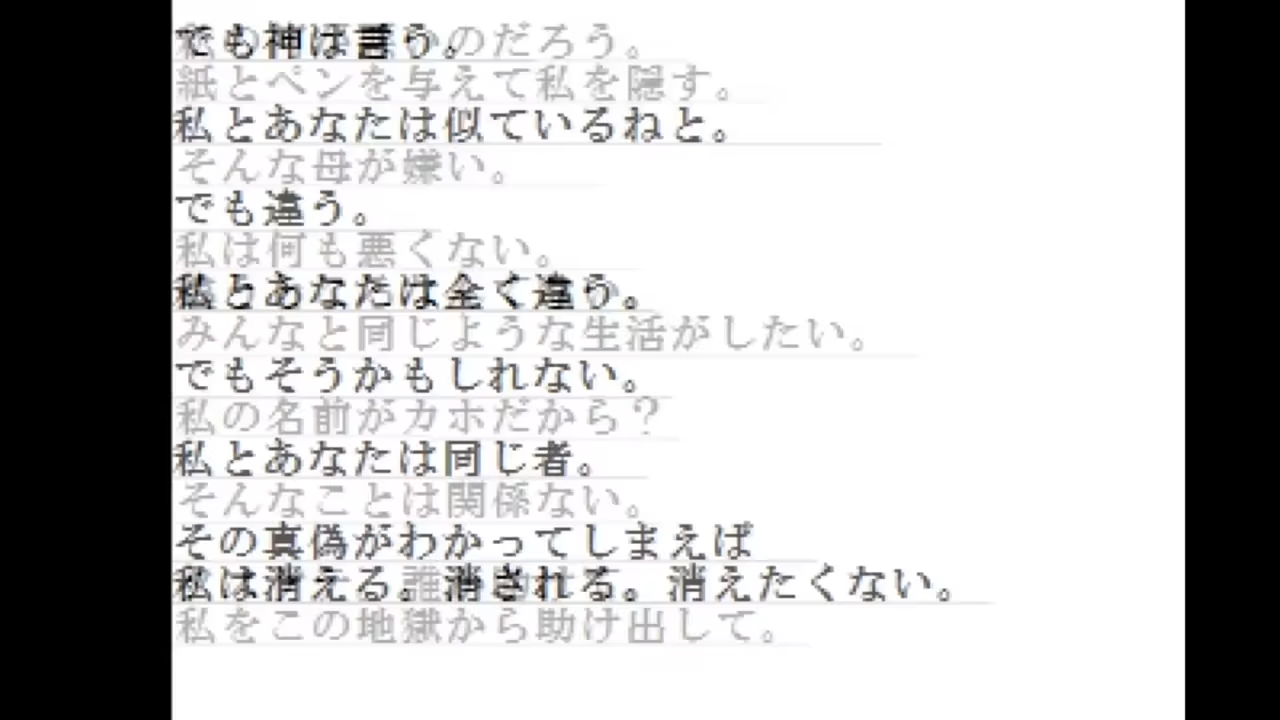 でも神は言う。のだろう。
紙とペンを与えて私を隠す。
私とあなたは似ているねと。
そんな母が嫌い。
でも違う。
私は何も悪くない。
私とあなたは全く違う。
みんなと同じような生活がしたい。
でもそうかもしれない。
私の名前がカホだから？
私とあなたは同じ者。
そんなことは関係ない。
その真偽がわかってしまえば
私は消える。消される。消えたくない。
私をこの地獄から助け出して。